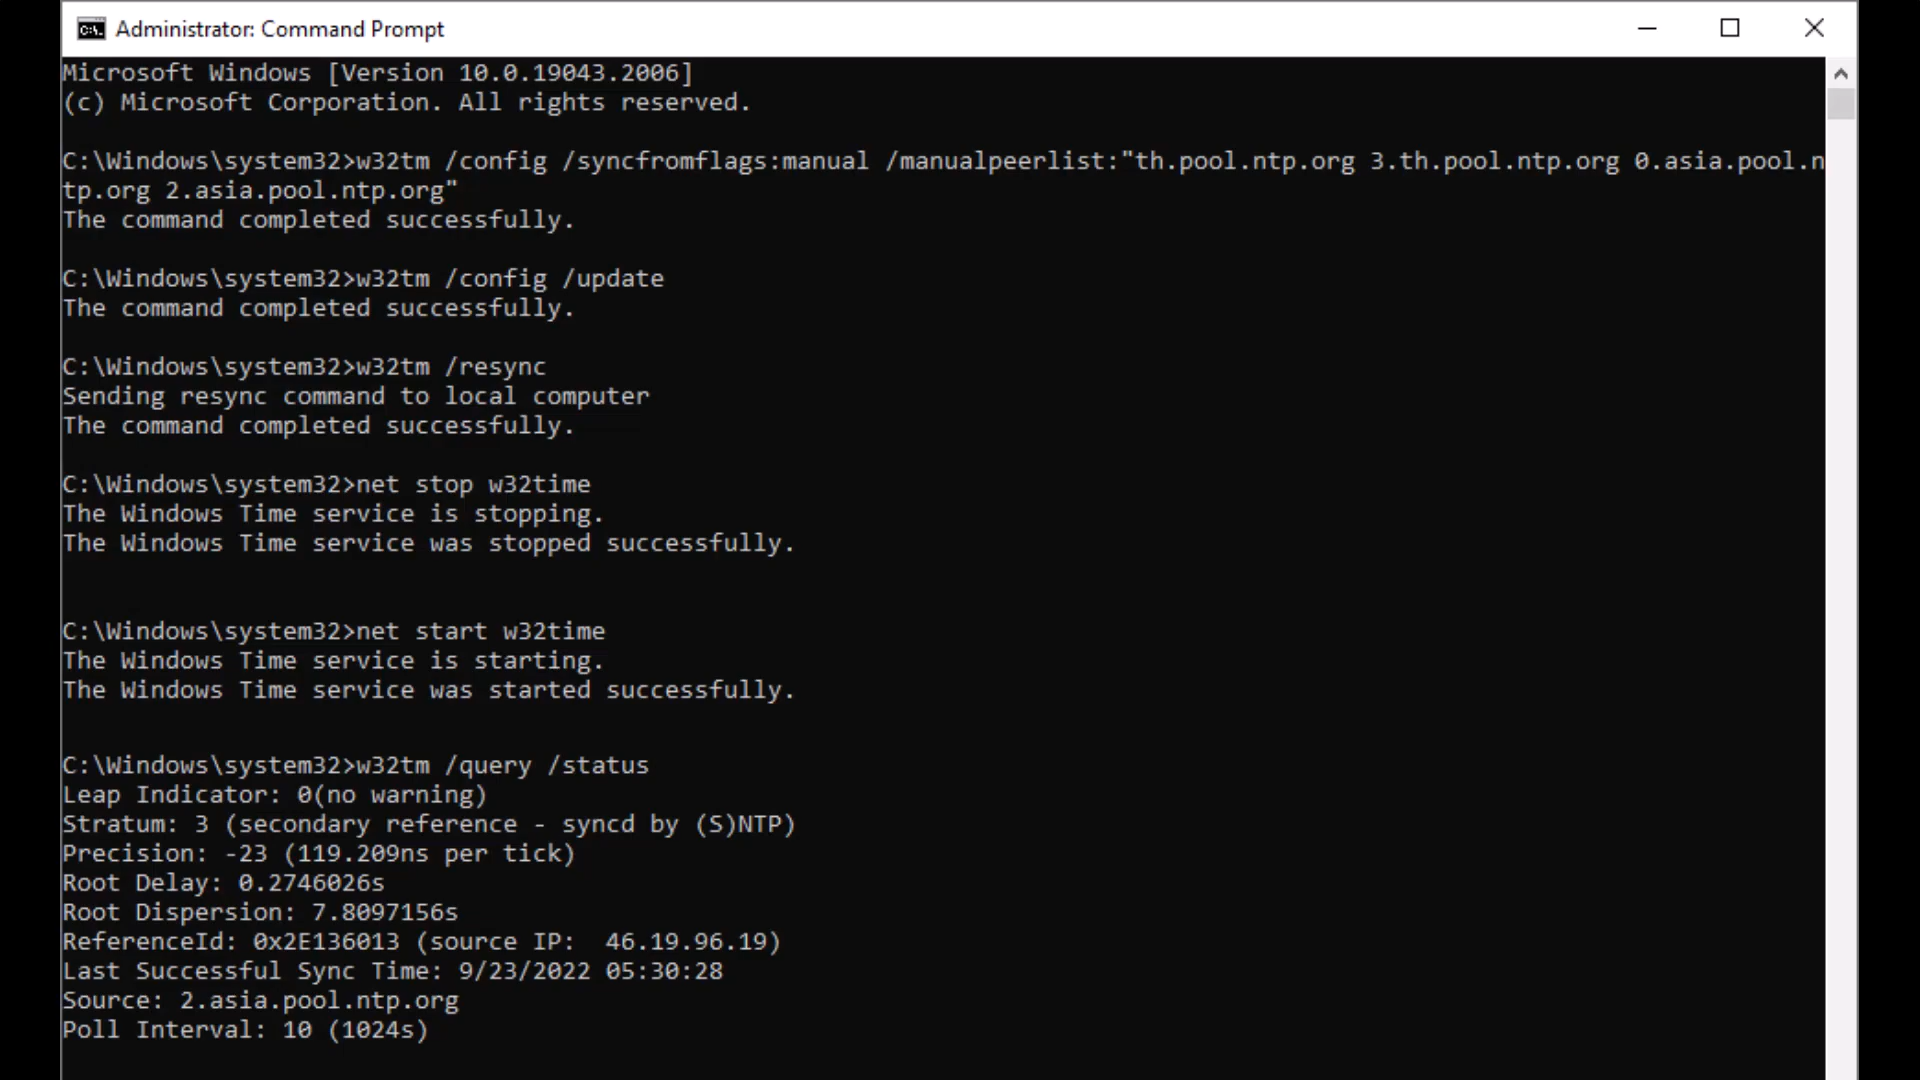 Administrator: Command Prompt
Microsoft Windows [Version 10.0.19043.2006]
(c) Microsoft Corporation. All rights reserved.
C:\Windows\system32>w32tm /config /syncfromflags:manual /manualpeerlist:"th.pool.ntp.org 3.th.pool.ntp.org 0.asia.pool.n
tp.org 2.asia.pool.ntp.org"
The command completed successfully.
C:\Windows\system32>w32tm /config /update
The command completed successfully.
C:\Windows\system32>w32tm /resync
Sending resync command to local computer
The command completed successfully.
C:\Windows\system32>net stop w32time
The Windows Time service is stopping.
The Windows Time service was stopped successfully.
C:\Windows\system32>net start w32time
The Windows Time service is starting.
The Windows Time service was started successfully.
C:\Windows\system32>w32tm /query /status
Leap Indicator: 0(no warning)
Stratum: 3 (secondary reference - syncd by (S)NTP)
Precision: -23 (119.209ns per tick)
Root Delay: 0.2746026s
Root Dispersion: 7.8097156s
ReferenceId: 0x2E136013 (source IP:  46.19.96.19)
Last Successful Sync Time: 9/23/2022 05:30:28
Source: 2.asia.pool.ntp.org
Poll Interval: 10 (1024s)